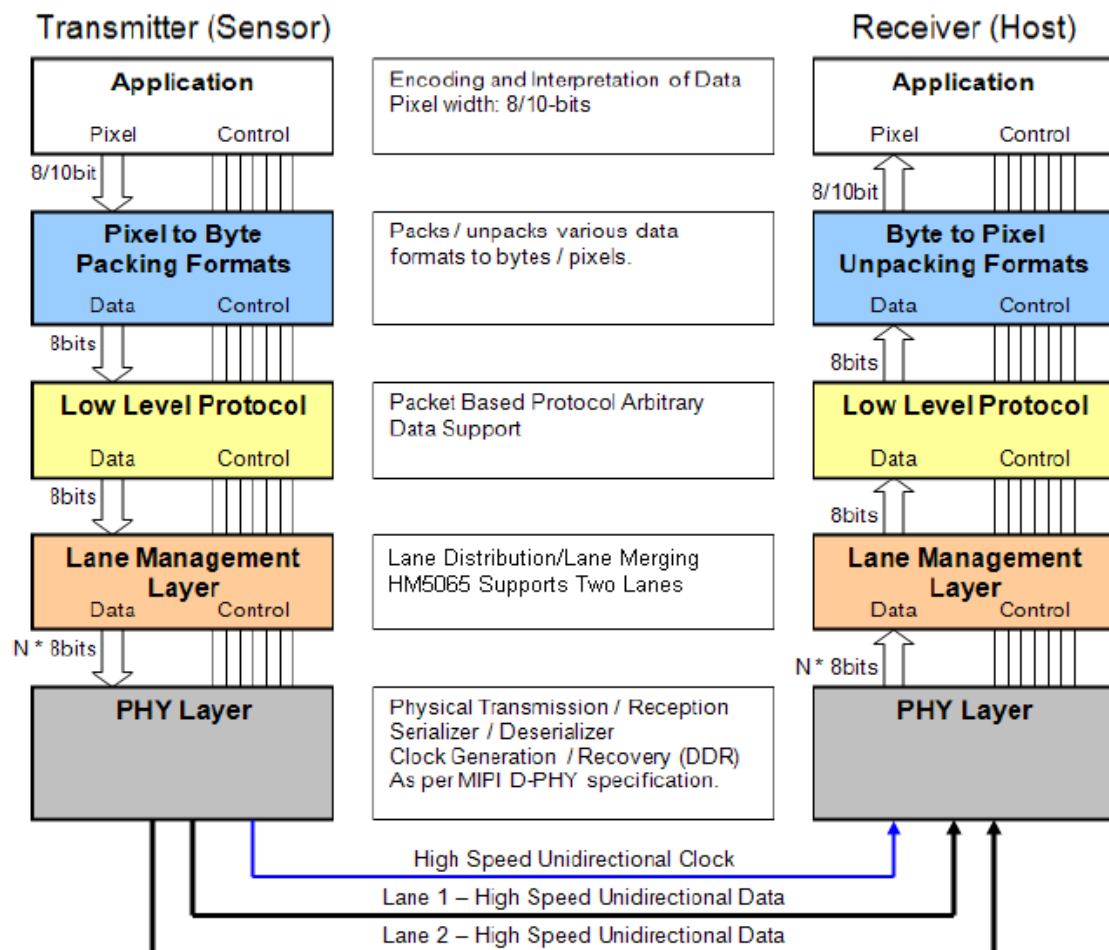 Transmitter (Sensor)
Receiver (Host)
Application
Pixel
Control
Encoding and Interpretation of Data
Pixel width: 8/10-bits
Application
Pixel
Control
8/10bit
8/10bit
Pixel to Byte
Packing Formats
Data
Control
Packs / unpacks various data
formats to bytes / pixels.
Byte to Pixel
Unpacking Formats
Data
Control
8bits
8bits
Low Level Protocol
Data
Control
Packet Based Protocol Arbitrary
Data Support
Low Level Protocol
Data
Control
8bits
8bits
Lane Management
Layer
Data
Control
Lane Distribution/Lane Merging
HM5065 Supports Two Lanes
Lane Management
Layer
Data
Control
N * 8bits
N * 8bits
PHY Layer
Physical Transmission / Reception
Serializer / Deserializer
Clock Generation / Recovery (DDR)
As per MIPI D-PHY specification.
PHY Layer
High Speed Unidirectional Clock
Lane 1 – High Speed Unidirectional Data
Lane 2 – High Speed Unidirectional Data